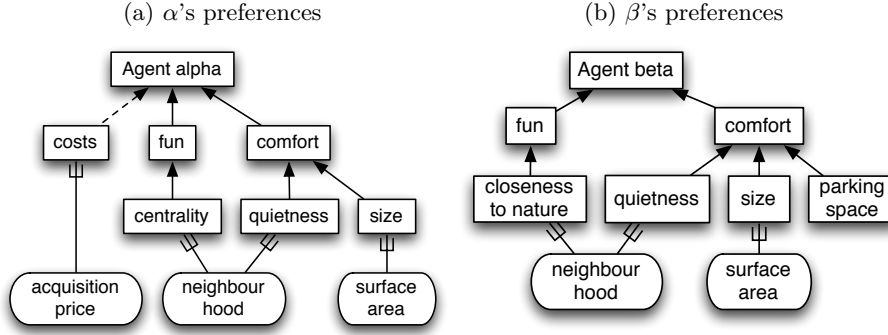 (a) α's preferences
Agent alpha
costs
fun
comfort
centrality
quietness
size
acquisition
price
neighbour
hood
surface
area
(b) β's preferences
Agent beta
fun
comfort
closeness
to nature
quietness
size
parking
space
neighbour
hood
surface
area